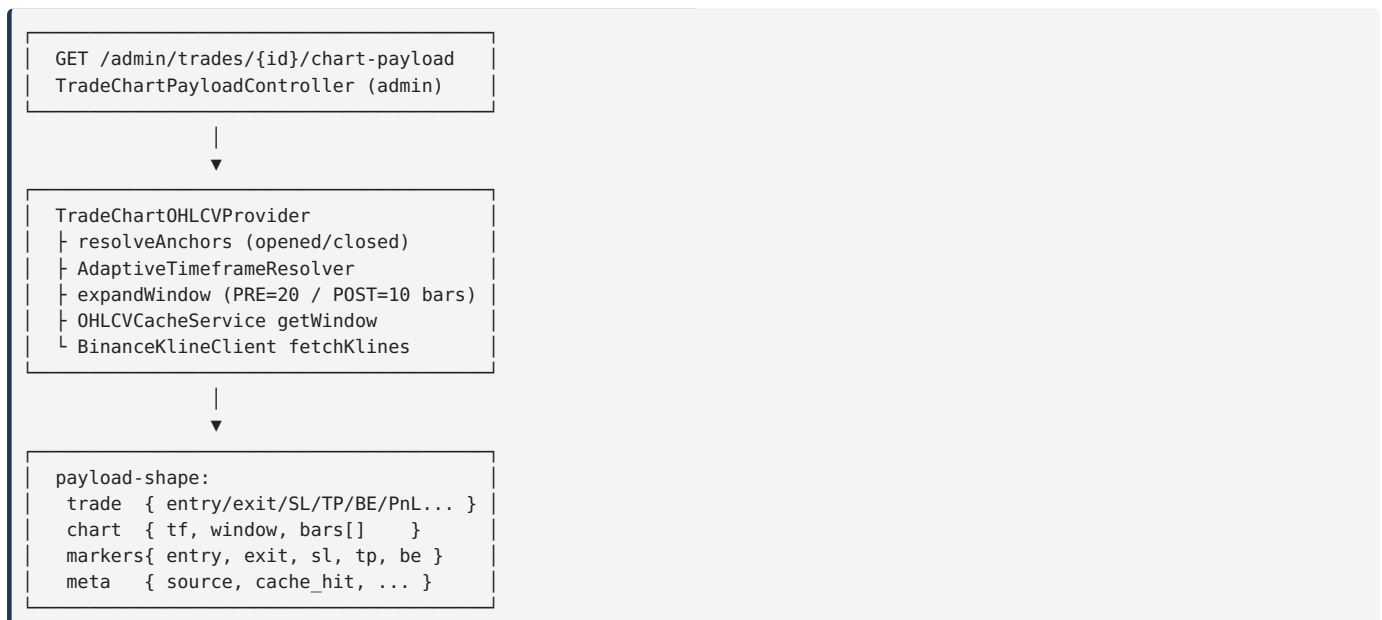 GET /admin/trades/{id}/chart-payload
TradeChartPayloadController (admin)
TradeChartOHLCVProvider
├ resolveAnchors (opened/closed)
├ AdaptiveTimeframeResolver
├ expandWindow (PRE=20 / POST=10 bars)
├ OHLCVCacheService getWindow
└ BinanceKlineClient fetchKlines
payload-shape:
trade { entry/exit/SL/TP/BE/PnL... }
chart { tf, window, bars[] }
markers{ entry, exit, sl, tp, be }
meta { source, cache_hit, ... }